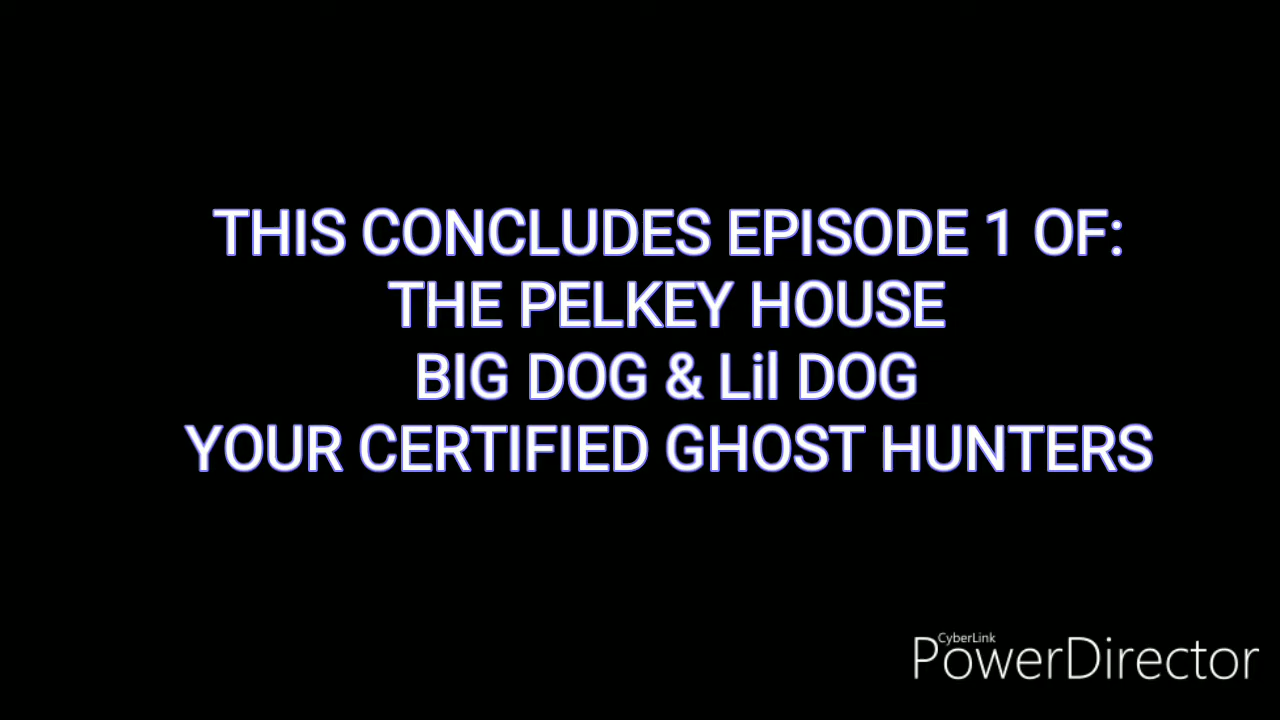 THIS CONCLUDES EPISODE 1 OF:
THE PELKEY HOUSE
BIG DOG & Lil DOG
YOUR CERTIFIED GHOST HUNTERS
CyberLink
PowerDirector